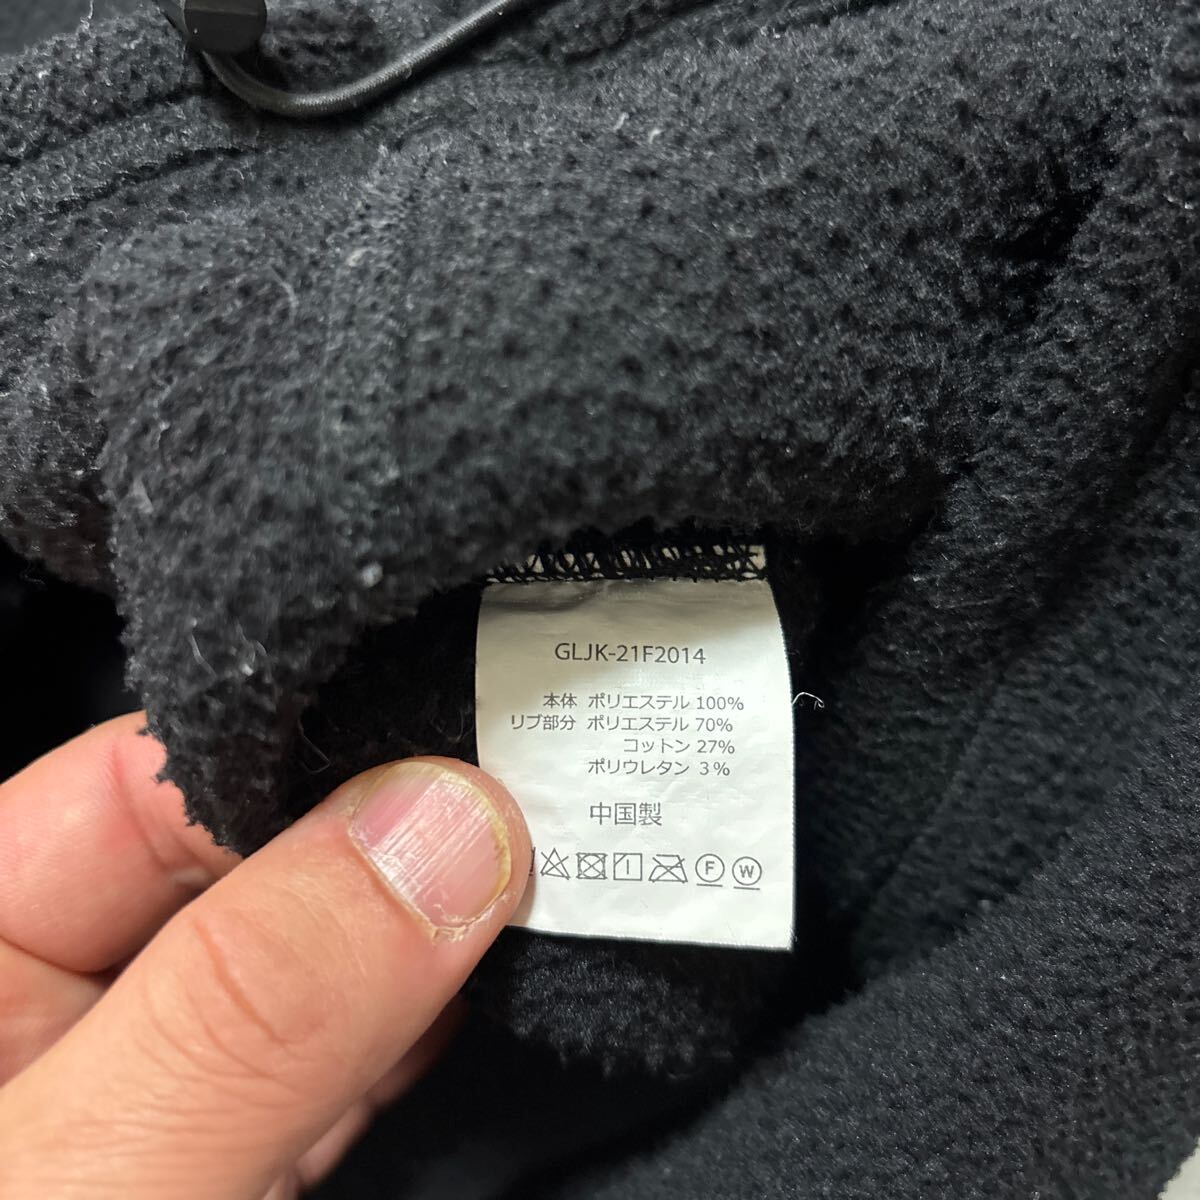 GLJK-21F2014
本体 ポリエステル 100%
リブ部分 ポリエステル 70%
コットン 27%
ポリウレタン 3%
中国製
F W